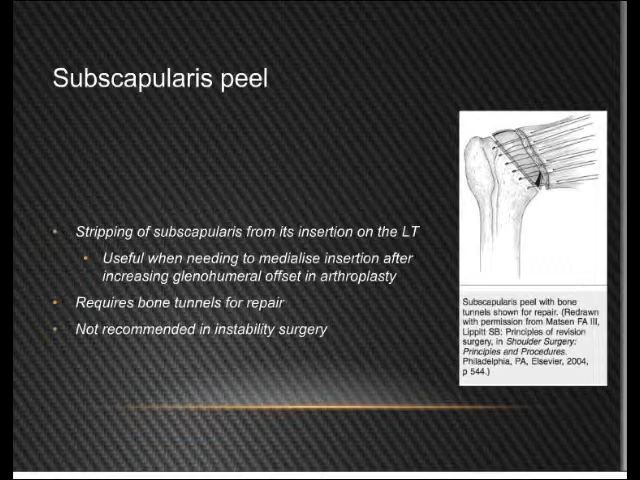 Subscapularis peel
• Stripping of subscapularis from its insertion on the LT
• Useful when needing to medialise insertion after
increasing glenohumeral offset in arthroplasty
• Requires bone tunnels for repair
• Not recommended in instability surgery
Subscapularis peel with bone
tunnels shown for repair. (Redrawn
with permission from Matsen FA III,
Lippitt SB: Principles of revision
surgery, in Shoulder Surgery:
Principles and Procedures.
Philadelphia, PA, Elsevier, 2004,
p 544.)